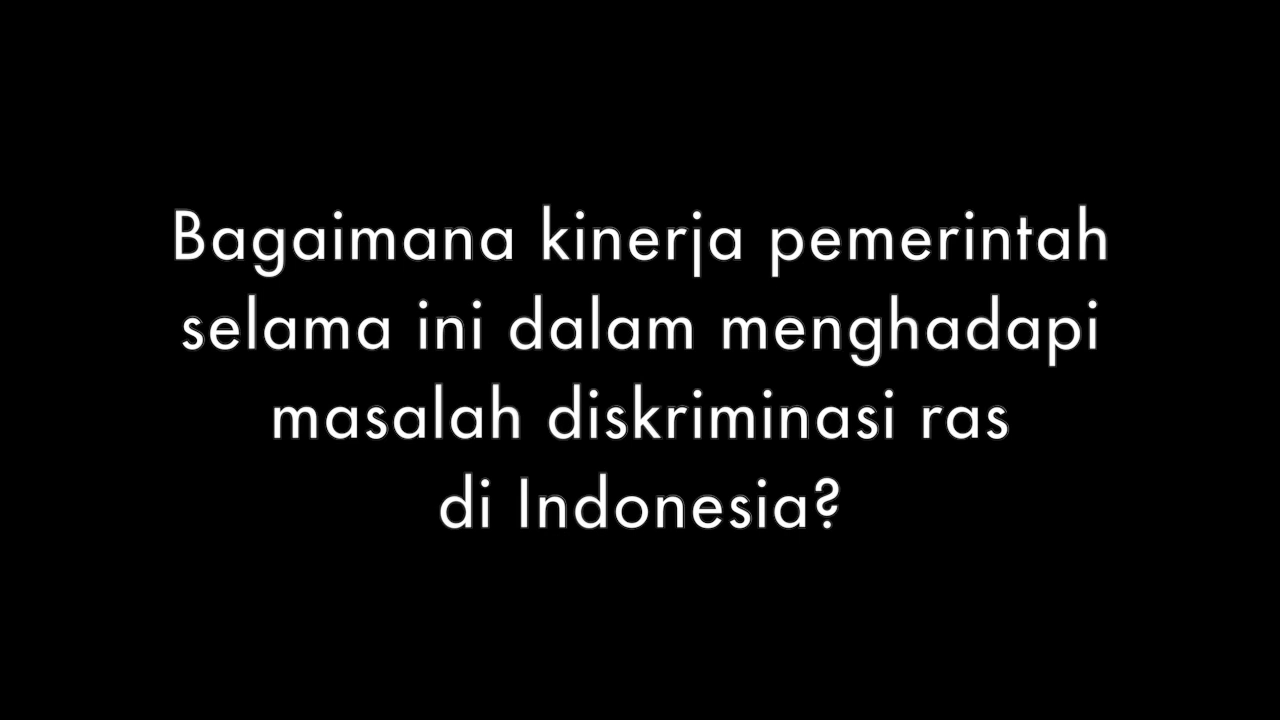 Bagaimana kinerja pemerintah
selama ini dalam menghadapi
masalah diskriminasi ras
di Indonesia?